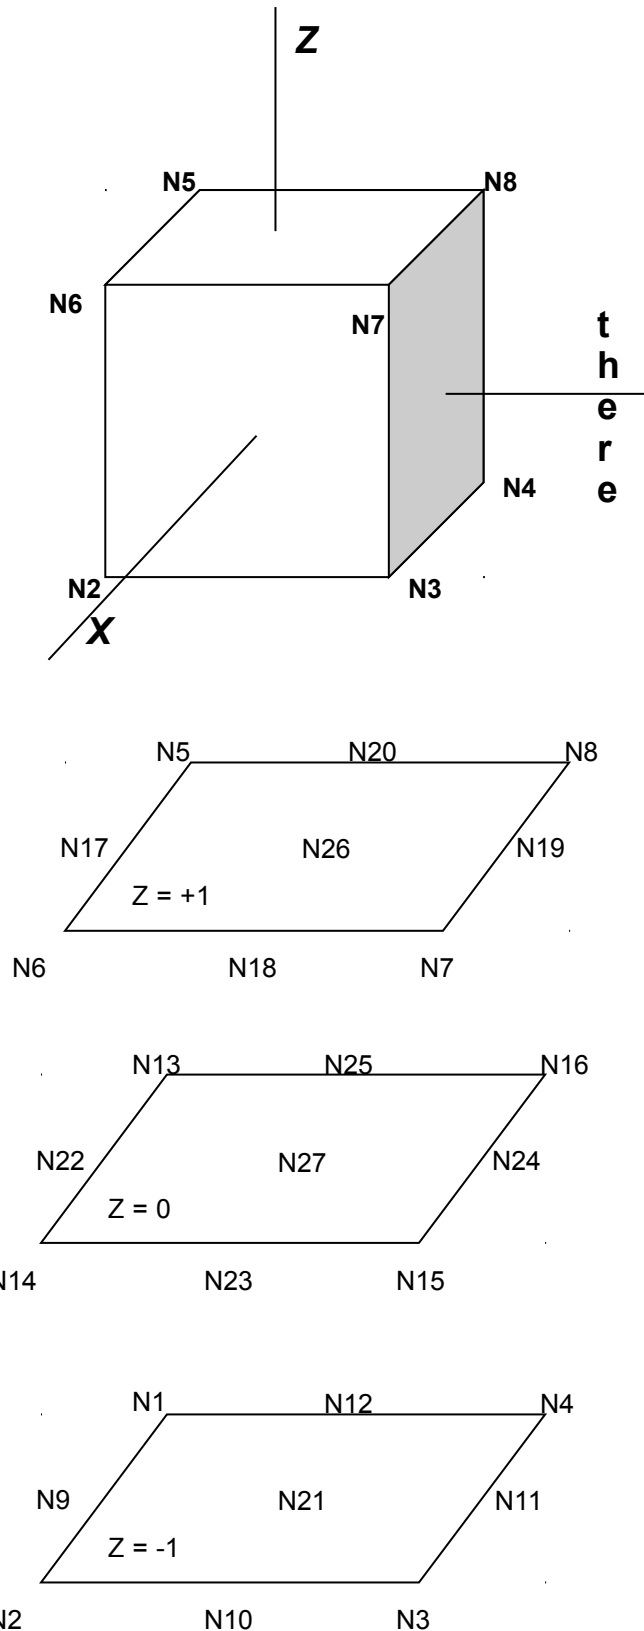 Z
N5 N8
N6
N7
t
h
e
r
e
N4
N2 N3
X
N5 N20 N8
N17 N26 N19
Z = +1
N6 N18 N7
N13 N25 N16
N22 N27 N24
Z = 0
N14 N23 N15
N1 N12 N4
N9 N21 N11
Z = -1
N2 N10 N3